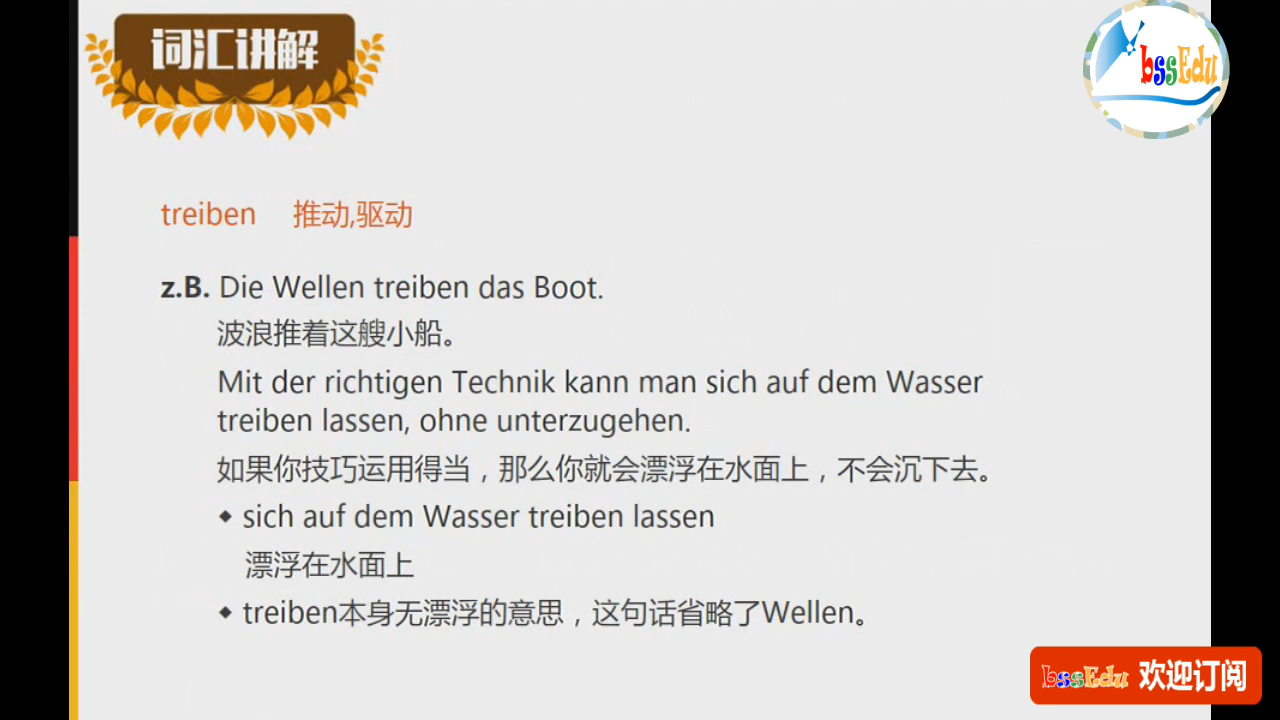 词汇讲解
bssEdu
treiben 推动,驱动
z.B. Die Wellen treiben das Boot.
波浪推着这艘小船。
Mit der richtigen Technik kann man sich auf dem Wasser
treiben lassen, ohne unterzugehen.
如果你技巧运用得当，那么你就会漂浮在水面上，不会沉下去。
◆ sich auf dem Wasser treiben lassen
漂浮在水面上
◆ treiben本身无漂浮的意思，这句话省略了Wellen。
bssEdu 欢迎订阅